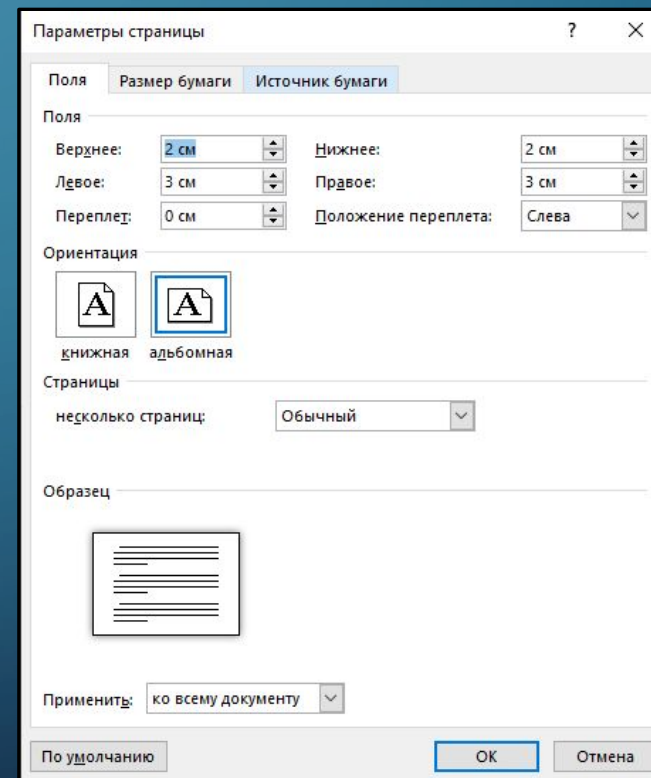 Параметры страницы ?
Поля Размер бумаги Источник бумаги
Поля
Верхнее: 2 см Нижнее: 2 см
Левое: 3 см Правое: 3 см
Переплет: 0 см Положение переплета: Слева
Ориентация
A A
книжная альбомная
Страницы
несколько страниц: Обычный
Образец
Применить: ко всему документу
По умолчанию ОК Отмена